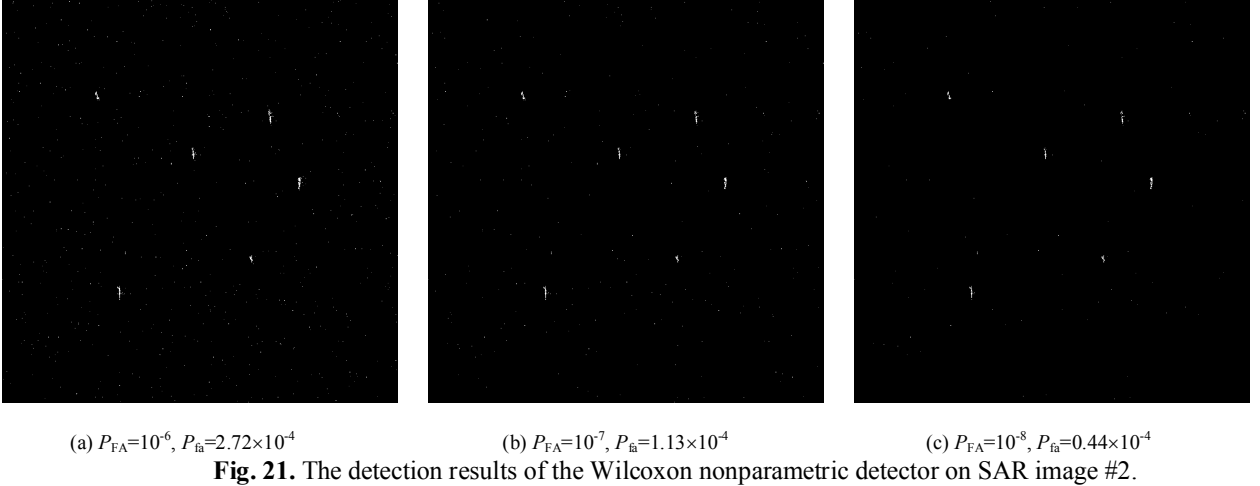 (a) P_FA=10^-6, P_fa=2.72×10^-4 (b) P_FA=10^-7, P_fa=1.13×10^-4 (c) P_FA=10^-8, P_fa=0.44×10^-4
Fig. 21. The detection results of the Wilcoxon nonparametric detector on SAR image #2.